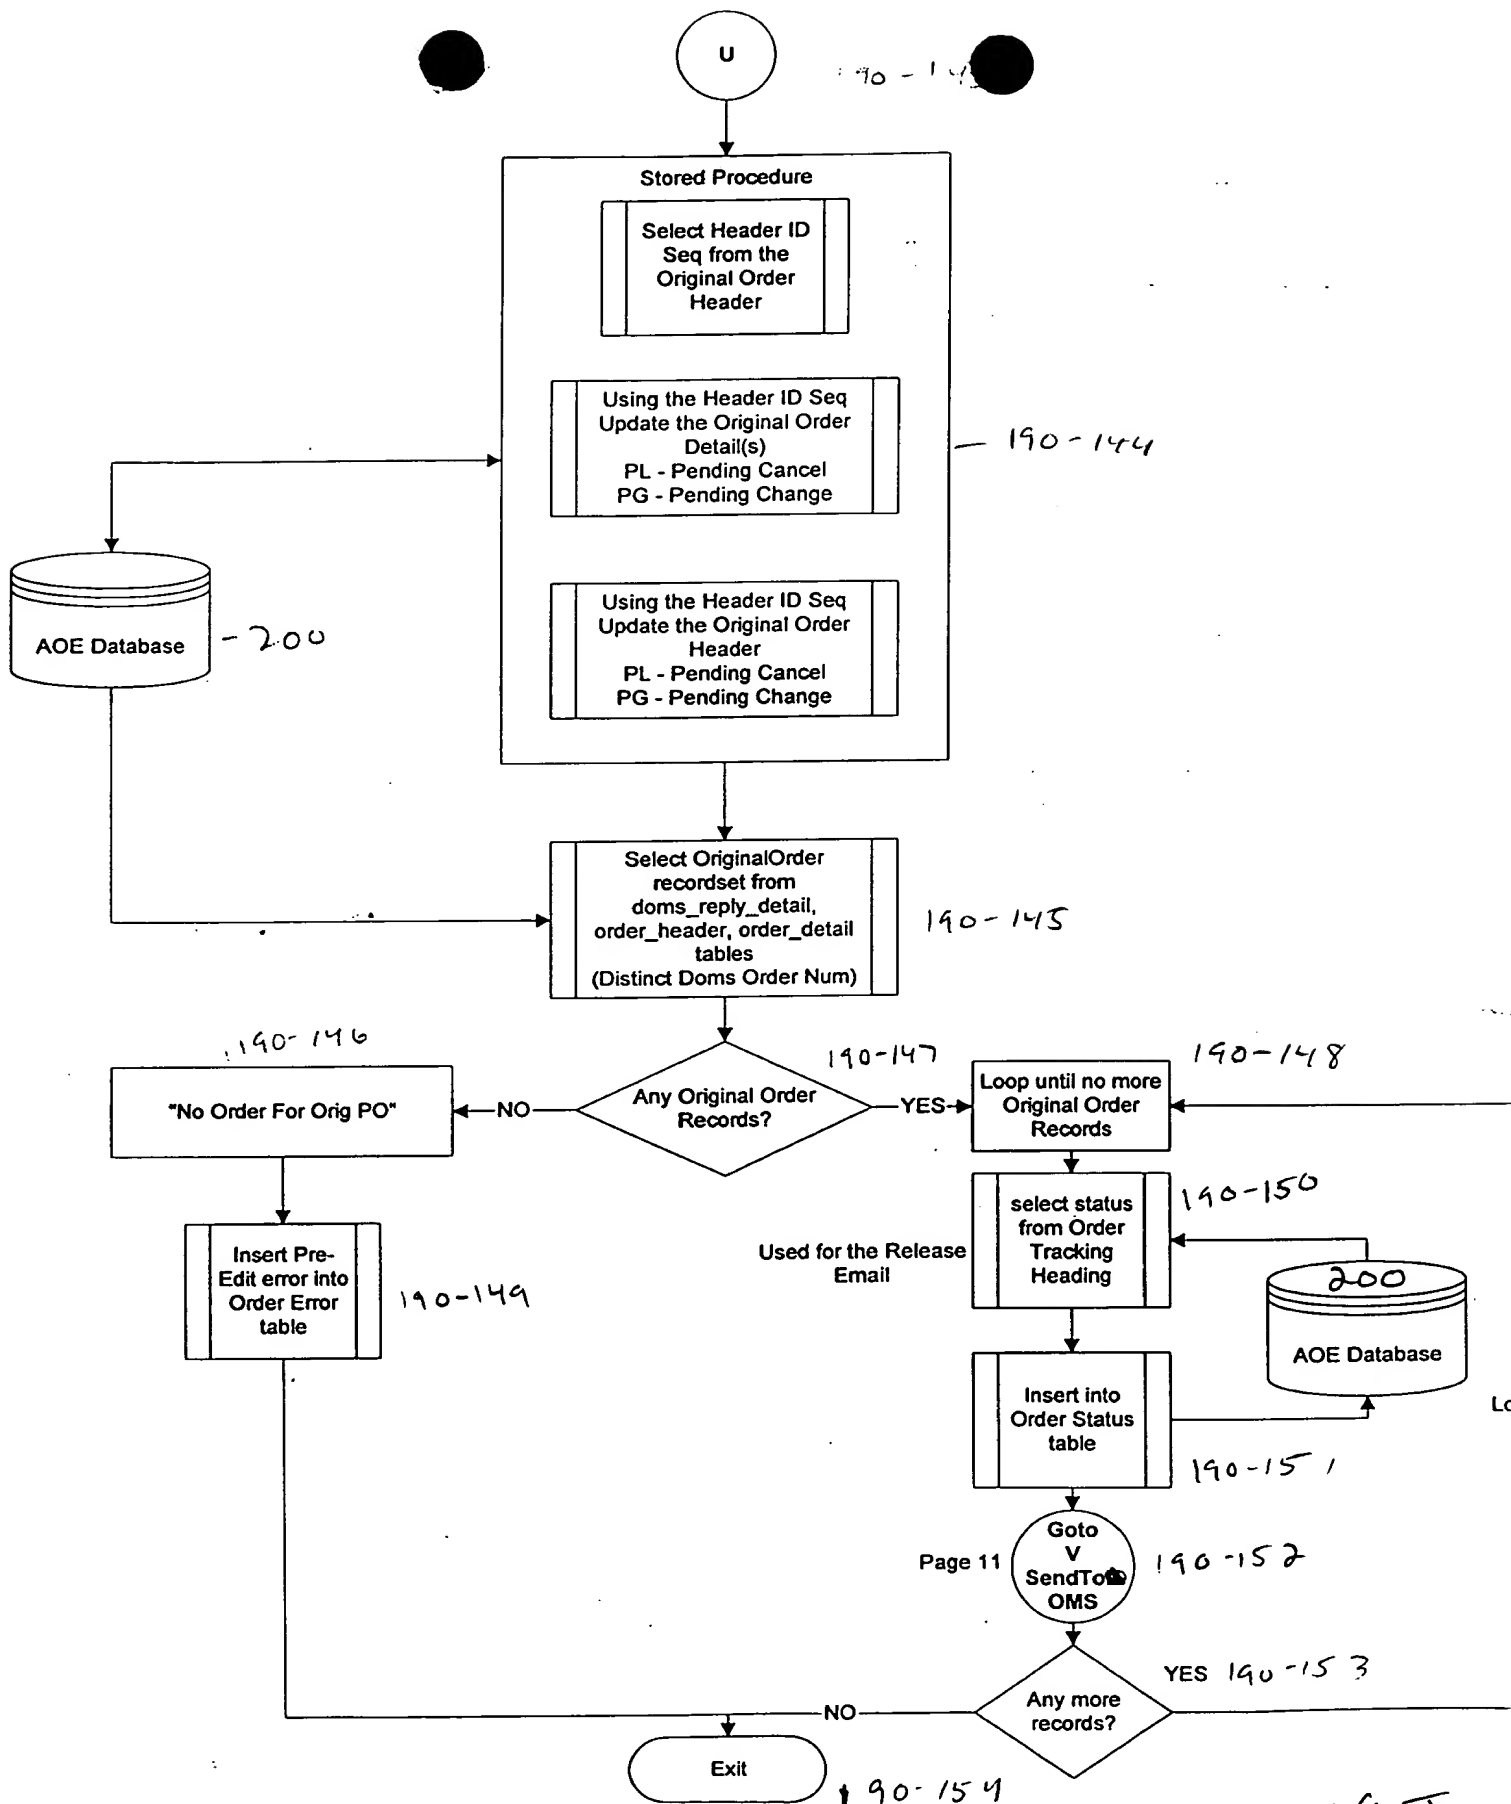 U
Stored Procedure
Select Header ID
Seq from the
Original Order
Header
Using the Header ID Seq
Update the Original Order
Detail(s)
PL - Pending Cancel
PG - Pending Change
190-144
AOE Database
-200
Using the Header ID Seq
Update the Original Order
Header
PL - Pending Cancel
PG - Pending Change
Select OriginalOrder
recordset from
doms_reply_detail,
order_header, order_detail
tables
(Distinct Doms Order Num)
190-145
190-146
"No Order For Orig PO"
NO
Any Original Order
Records?
190-147
YES
Loop until no more
Original Order
Records
190-148
Insert Pre-
Edit error into
Order Error
table
190-149
Used for the Release
Email
select status
from Order
Tracking
Heading
190-150
200
AOE Database
Insert into
Order Status
table
190-151
Page 11
Goto
V
SendTo
OMS
190-152
Any more
records?
YES 190-153
NO
Exit
190-154